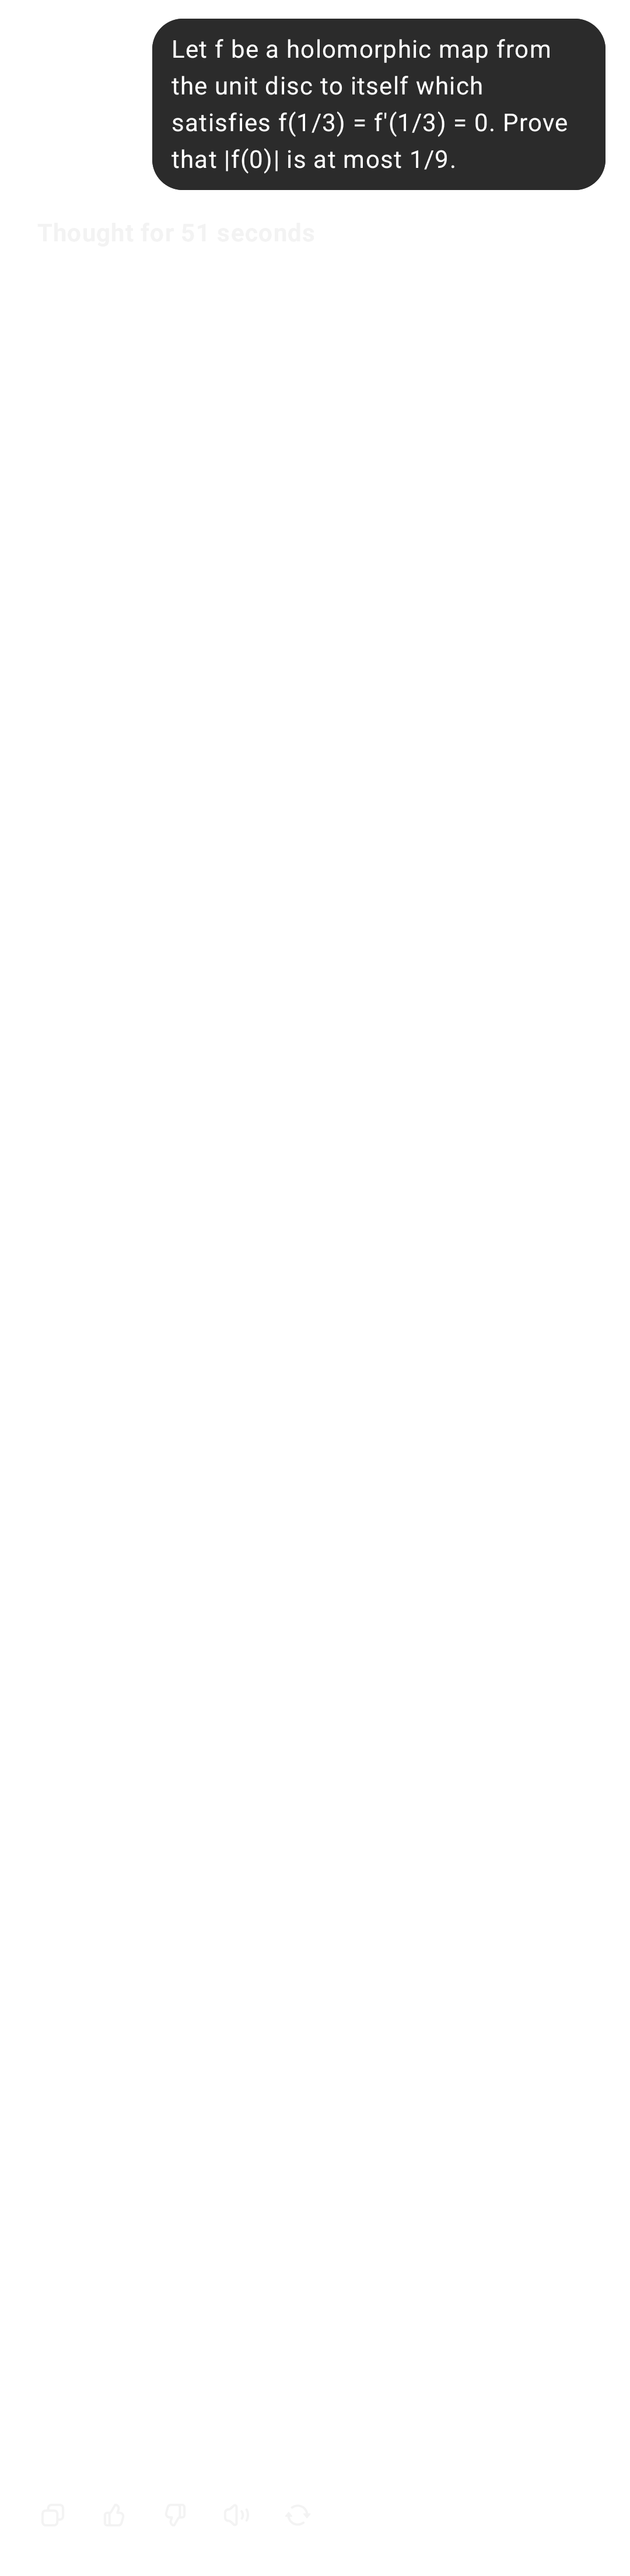 Let f be a holomorphic map from
the unit disc to itself which
satisfies f(1/3) = f'(1/3) = 0. Prove
that |f(0)| is at most 1/9.
Thought for 51 seconds